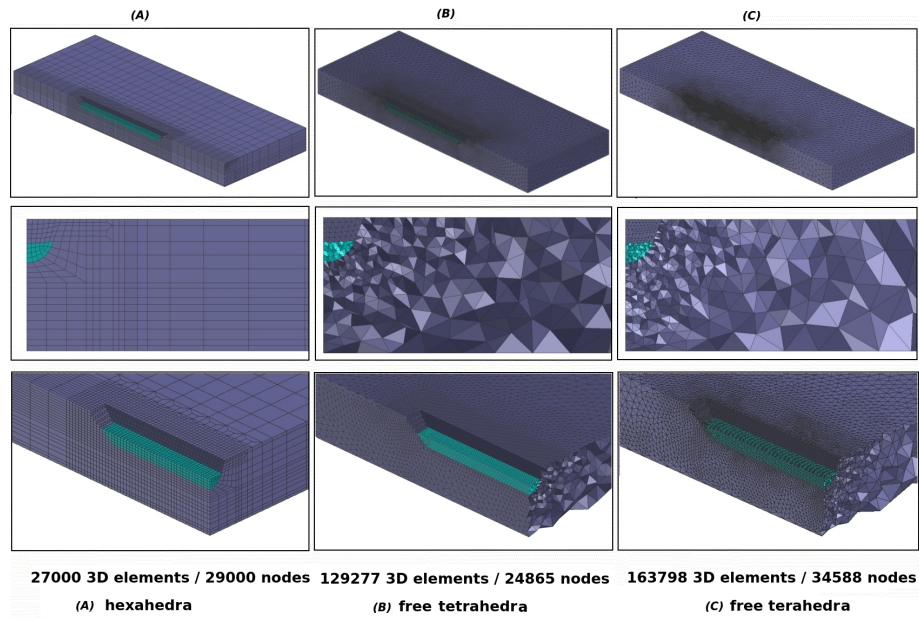 (A) (B) (C)
27000 3D elements / 29000 nodes 129277 3D elements / 24865 nodes 163798 3D elements / 34588 nodes
(A) hexahedra (B) free tetrahedra (C) free terahedra